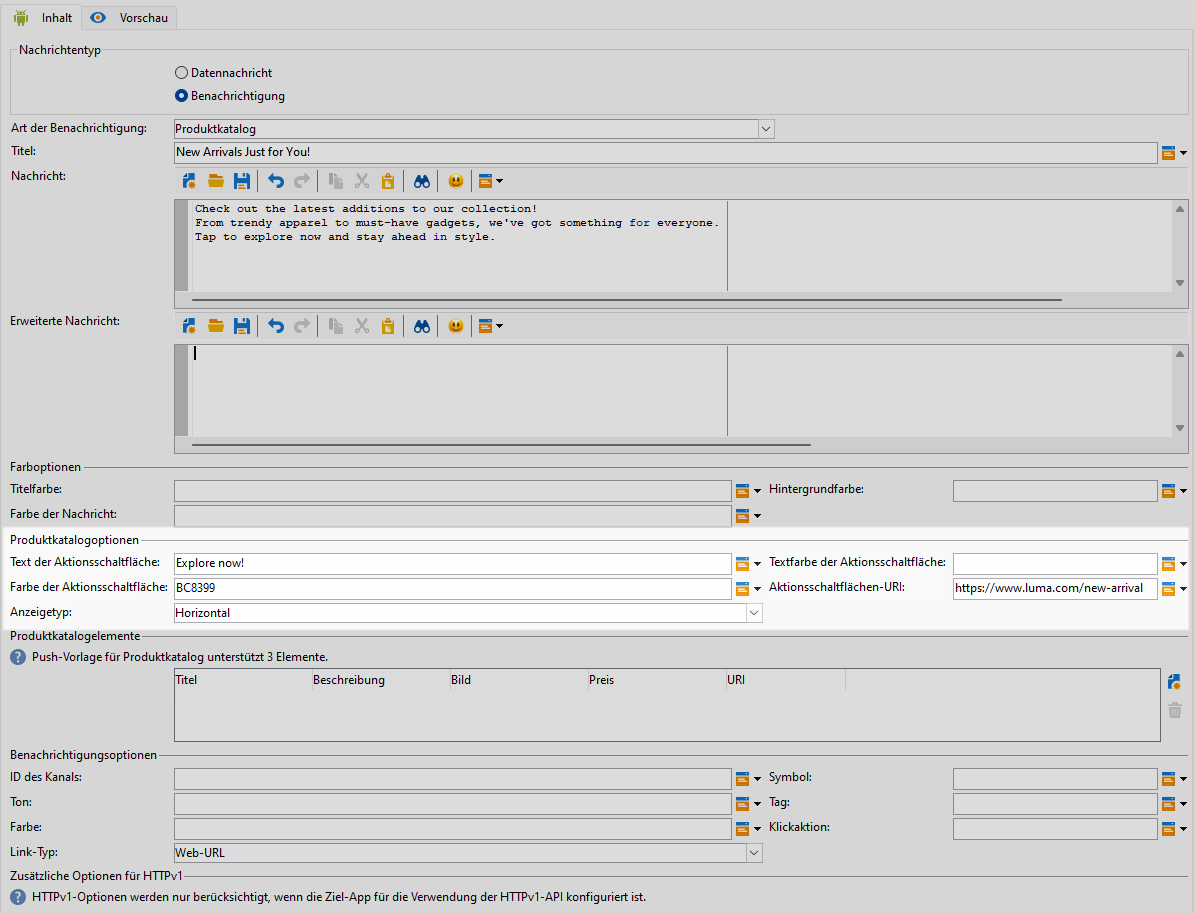 Inhalt Vorschau
Nachrichtentyp
Datennachricht
Benachrichtigung
Art der Benachrichtigung: Produktkatalog
Titel: New Arrivals Just for You!
Nachricht:
Check out the latest additions to our collection!
From trendy apparel to must-have gadgets, we've got something for everyone.
Tap to explore now and stay ahead in style.
Erweiterte Nachricht:
Farboptionen
Titelfarbe: Hintergrundfarbe:
Farbe der Nachricht:
Produktkatalogoptionen
Text der Aktionsschaltfläche: Explore now! Textfarbe der Aktionsschaltfläche:
Farbe der Aktionsschaltfläche: BC8399 Aktionsschaltflächen-URI: https://www.luma.com/new-arrival
Anzeigetyp: Horizontal
Produktkatalogelemente
? Push-Vorlage für Produktkatalog unterstützt 3 Elemente.
Titel Beschreibung Bild Preis URI
Benachrichtigungsoptionen
ID des Kanals: Symbol:
Ton: Tag:
Farbe: Klickaktion:
Link-Typ: Web-URL
Zusätzliche Optionen für HTTPv1
? HTTPv1-Optionen werden nur berücksichtigt, wenn die Ziel-App für die Verwendung der HTTPv1-API konfiguriert ist.